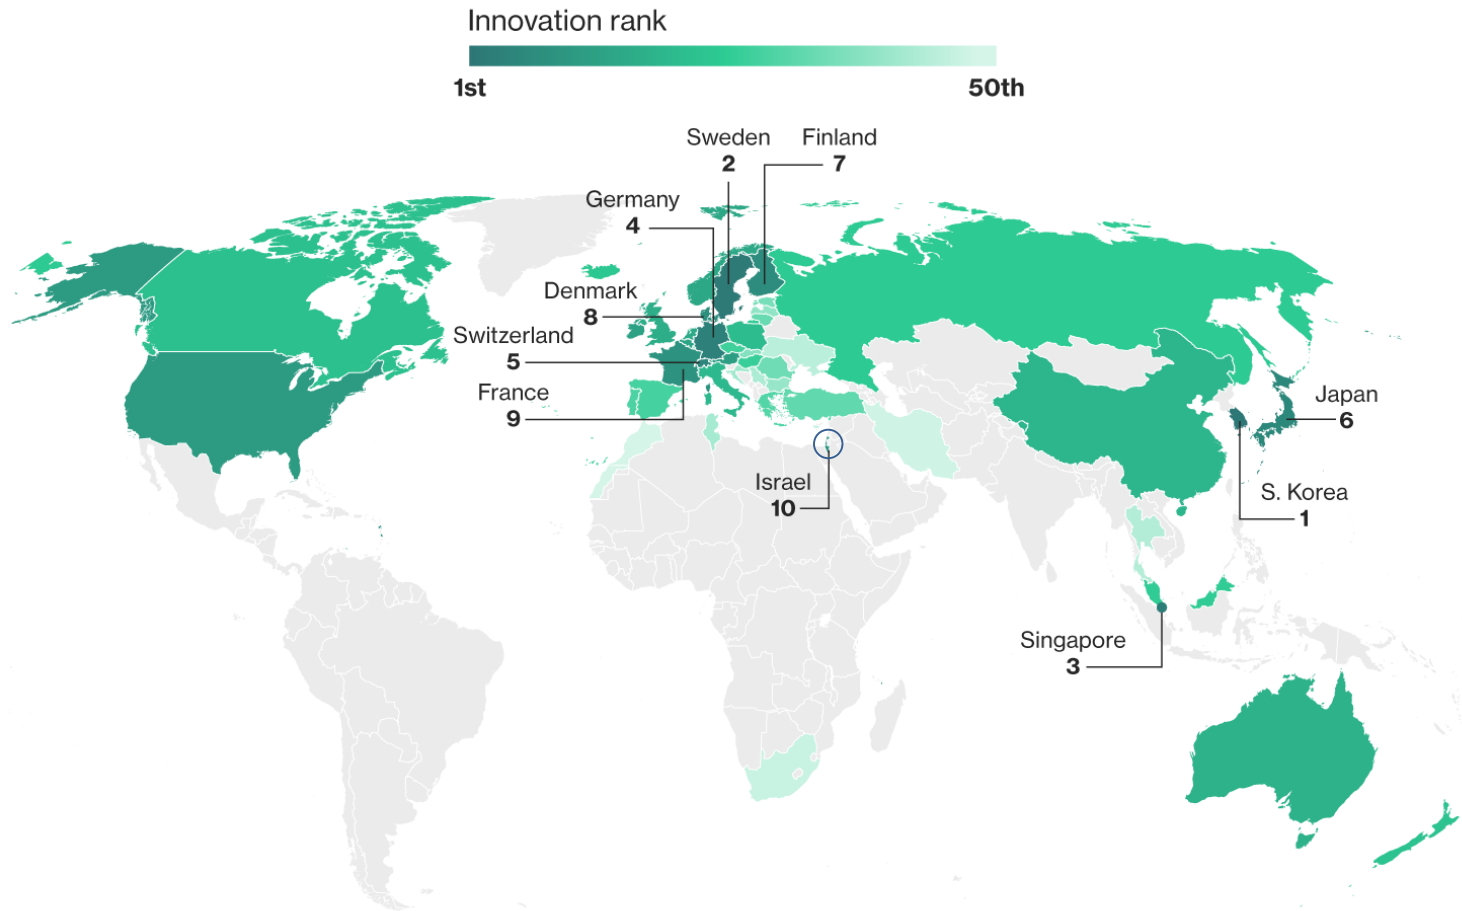 Innovation rank
1st
50th
Sweden
2
Finland
7
Germany
4
Denmark
8
Switzerland
5
France
9
Japan
6
Israel
10
S. Korea
1
Singapore
3